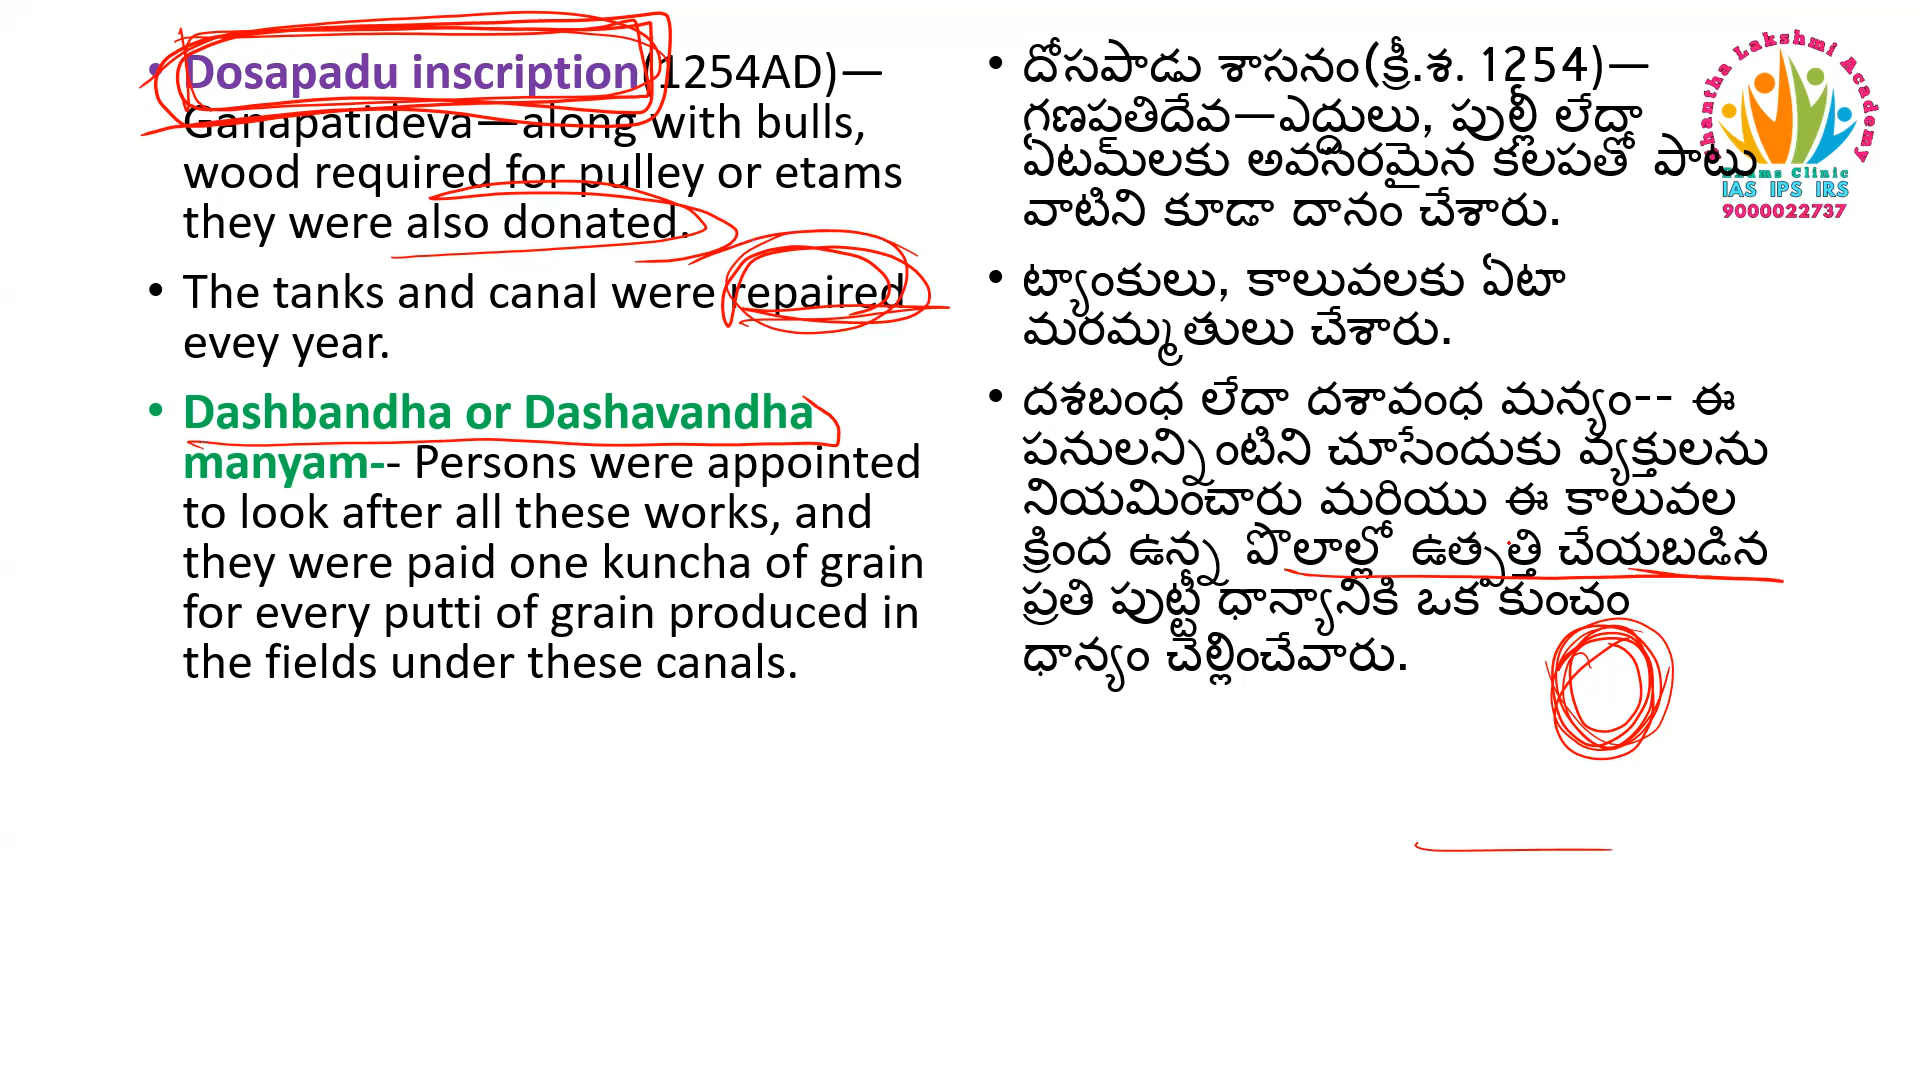 • Dosapadu inscription(1254AD)—
Ganapatideva—along with bulls,
wood required for pulley or etams
they were also donated.
• The tanks and canal were repaired
evey year.
• Dashbandha or Dashavandha
manyam-- Persons were appointed
to look after all these works, and
they were paid one kuncha of grain
for every putti of grain produced in
the fields under these canals.
• దోసపాడు శాసనం(క్రీ.శ. 1254)—
గణపతిదేవ—ఎద్దులు, పుల్లీ లేదా
ఏటమ్‌లకు అవసరమైన కలపతో పాటు
వాటిని కూడా దానం చేశారు.
• ట్యాంకులు, కాలువలకు ఏటా
మరమ్మతులు చేశారు.
• దశబంధ లేదా దశావంధ మన్యం-- ఈ
పనులన్నింటిని చూసేందుకు వ్యక్తులను
నియమించారు మరియు ఈ కాలువల
క్రింద ఉన్న పొలాల్లో ఉత్పత్తి చేయబడిన
ప్రతి పుట్టీ ధాన్యానికి ఒక కుంచం
ధాన్యం చెల్లించేవారు.
hantha Lakshmi Academy
Exams Clinic
IAS IPS IRS
9000022737